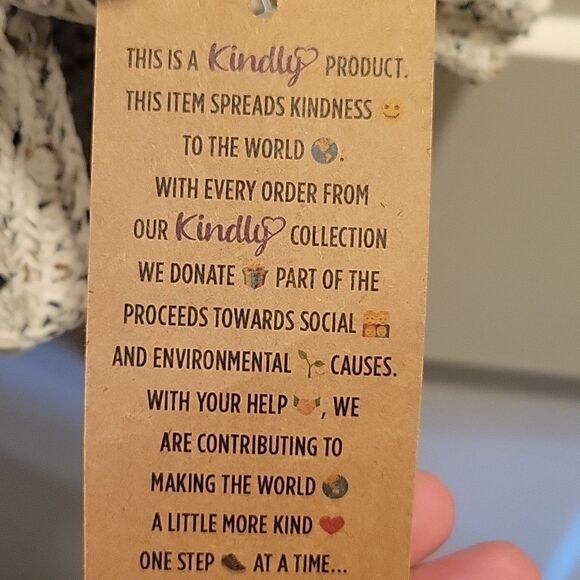 THIS IS A Kindly PRODUCT.
THIS ITEM SPREADS KINDNESS 🙂
TO THE WORLD 🌎.
WITH EVERY ORDER FROM
OUR Kindly COLLECTION
WE DONATE 🎁 PART OF THE
PROCEEDS TOWARDS SOCIAL 👪
AND ENVIRONMENTAL 🌱 CAUSES.
WITH YOUR HELP 🤝, WE
ARE CONTRIBUTING TO
MAKING THE WORLD 🌍
A LITTLE MORE KIND ❤️
ONE STEP 👞 AT A TIME...